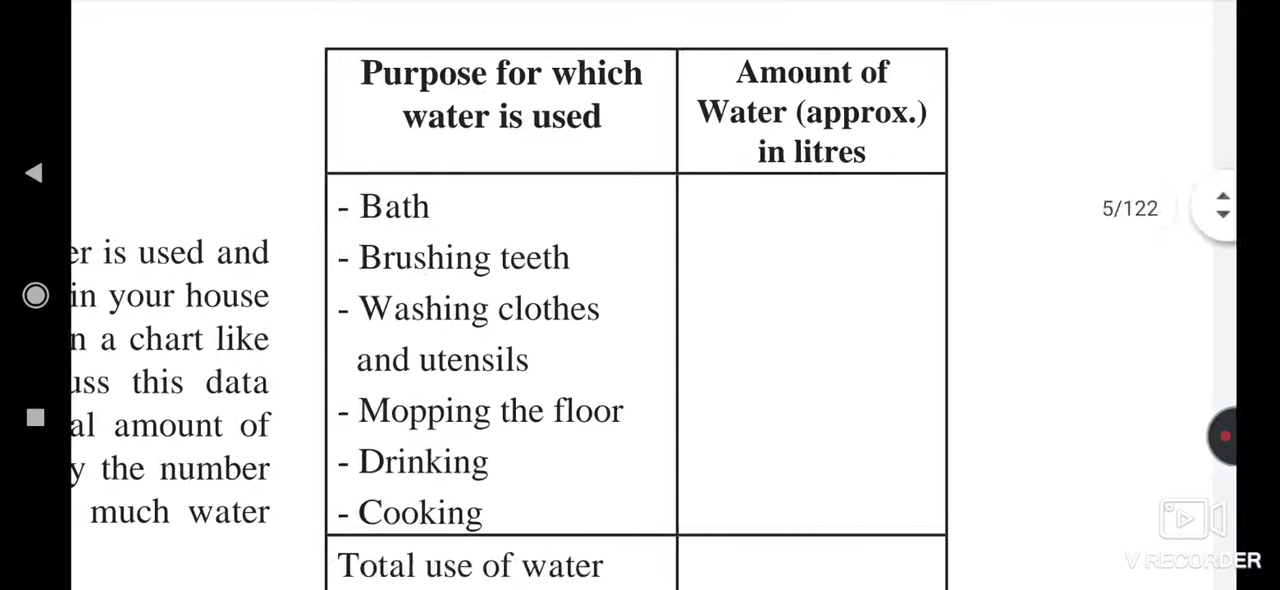 Purpose for which
water is used
Amount of
Water (approx.)
in litres
- Bath
- Brushing teeth
- Washing clothes
and utensils
- Mopping the floor
- Drinking
- Cooking
Total use of water
er is used and
in your house
n a chart like
uss this data
al amount of
y the number
much water
5/122
V RECORDER